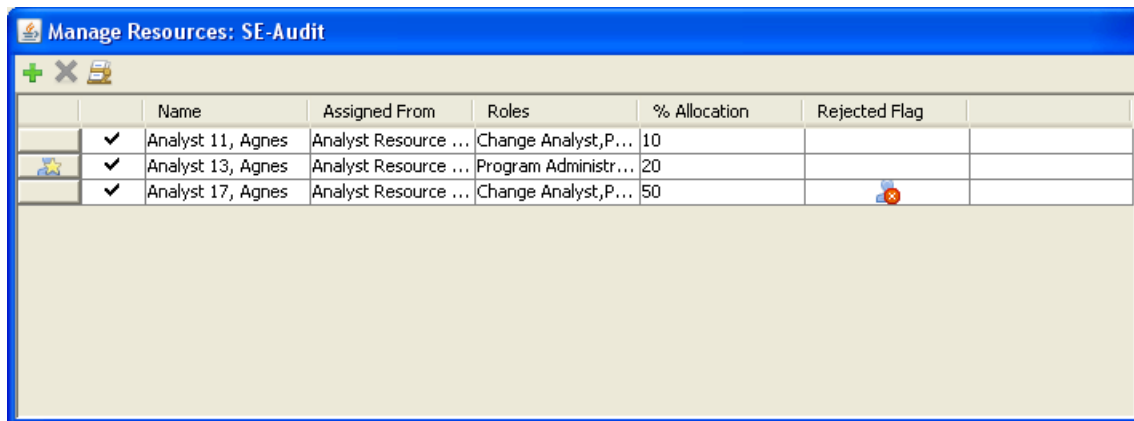 Manage Resources: SE-Audit
Name Assigned From Roles % Allocation Rejected Flag
Analyst 11, Agnes Analyst Resource ... Change Analyst,P... 10
Analyst 13, Agnes Analyst Resource ... Program Administr... 20
Analyst 17, Agnes Analyst Resource ... Change Analyst,P... 50